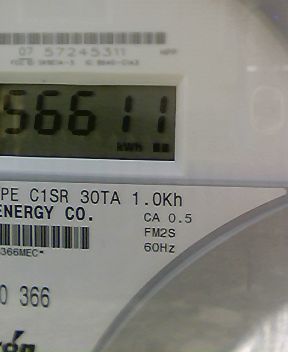 07 57245311
56611
kWh
PE C1SR 30TA 1.0Kh
ENERGY CO.
CA 0.5
FM2S
60Hz
366MEC*
0 366